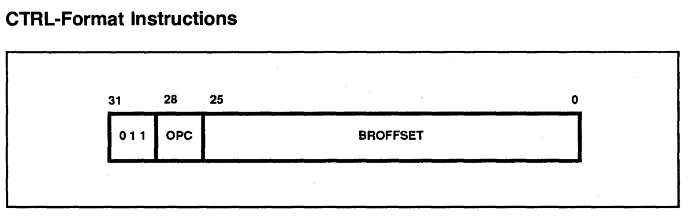 CTRL-Format Instructions
31 28 25 0
0 1 1 OPC BROFFSET